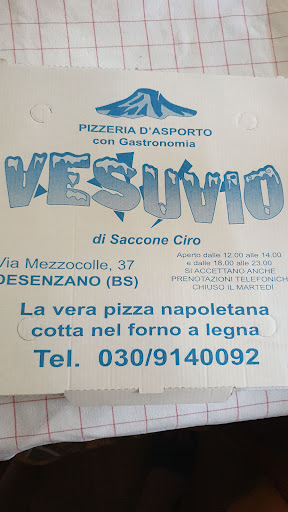 PIZZERIA D'ASPORTO
con Gastronomia
VESUVIO
di Saccone Ciro
Via Mezzocolle, 37
DESENZANO (BS)
Aperto dalle 12.00 alle 14.00
e dalle 18.00 alle 23.00
SI ACCETTANO ANCHE
PRENOTAZIONI TELEFONICH
CHIUSO IL MARTEDÌ
La vera pizza napoletana
cotta nel forno a legna
Tel. 030/9140092